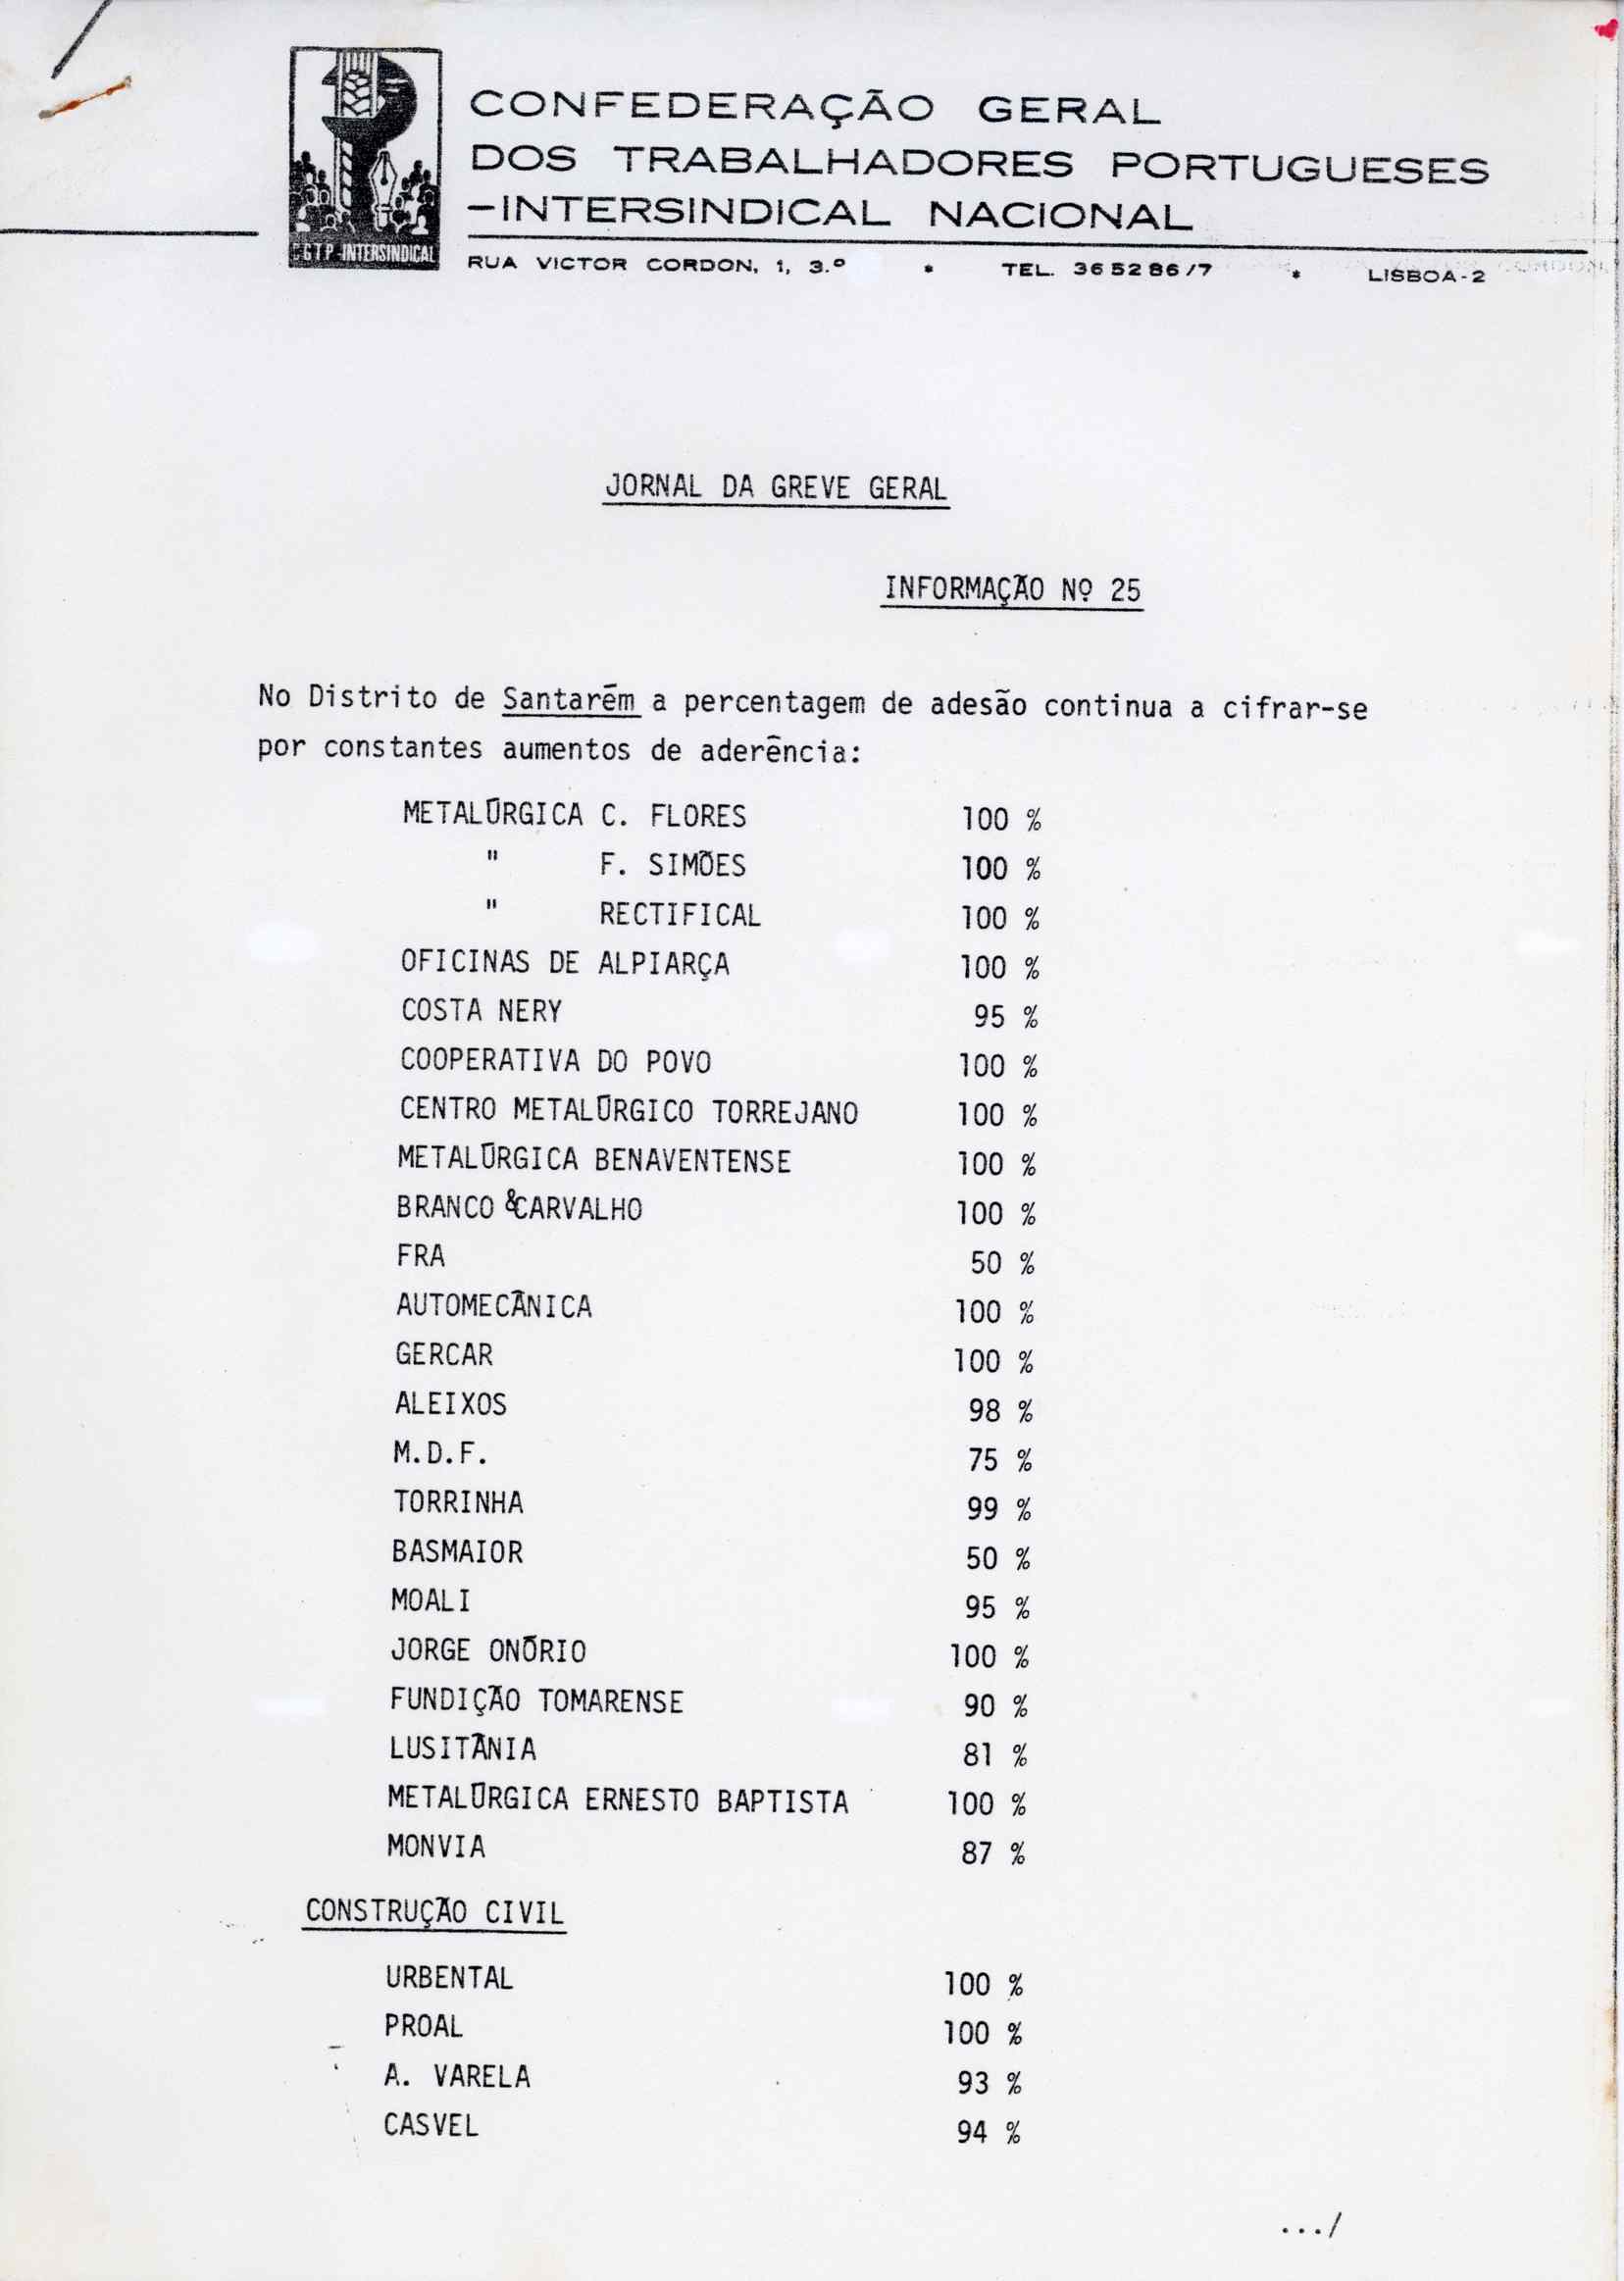 CONFEDERAÇÃO GERAL
DOS TRABALHADORES PORTUGUESES
-INTERSINDICAL NACIONAL
CGTP-INTERSINDICAL
RUA VICTOR CORDON, 1, 3.º * TEL. 36 52 86/7 * LISBOA-2
JORNAL DA GREVE GERAL
INFORMAÇÃO Nº 25
No Distrito de Santarém a percentagem de adesão continua a cifrar-se
por constantes aumentos de aderência:
METALÚRGICA C. FLORES 100 %
" F. SIMÕES 100 %
" RECTIFICAL 100 %
OFICINAS DE ALPIARÇA 100 %
COSTA NERY 95 %
COOPERATIVA DO POVO 100 %
CENTRO METALÚRGICO TORREJANO 100 %
METALÚRGICA BENAVENTENSE 100 %
BRANCO &CARVALHO 100 %
FRA 50 %
AUTOMECÂNICA 100 %
GERCAR 100 %
ALEIXOS 98 %
M.D.F. 75 %
TORRINHA 99 %
BASMAIOR 50 %
MOALI 95 %
JORGE ONÓRIO 100 %
FUNDIÇÃO TOMARENSE 90 %
LUSITÂNIA 81 %
METALÚRGICA ERNESTO BAPTISTA 100 %
MONVIA 87 %
CONSTRUÇÃO CIVIL
URBENTAL 100 %
PROAL 100 %
A. VARELA 93 %
CASVEL 94 %
.../